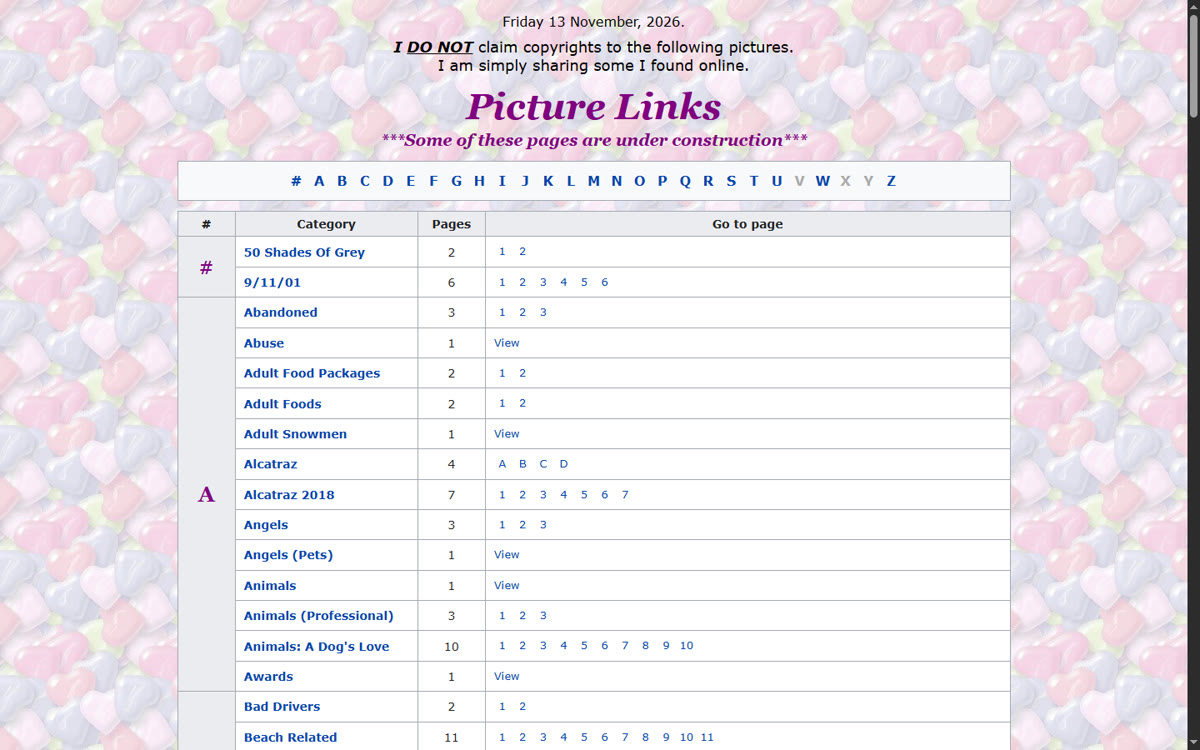 Friday 13 November, 2026.
I DO NOT claim copyrights to the following pictures.
I am simply sharing some I found online.
Picture Links
***Some of these pages are under construction***
# A B C D E F G H I J K L M N O P Q R S T U V W X Y Z
# Category Pages Go to page
#
50 Shades Of Grey 2 1 2
9/11/01 6 1 2 3 4 5 6
A
Abandoned 3 1 2 3
Abuse 1 View
Adult Food Packages 2 1 2
Adult Foods 2 1 2
Adult Snowmen 1 View
Alcatraz 4 A B C D
Alcatraz 2018 7 1 2 3 4 5 6 7
Angels 3 1 2 3
Angels (Pets) 1 View
Animals 1 View
Animals (Professional) 3 1 2 3
Animals: A Dog's Love 10 1 2 3 4 5 6 7 8 9 10
Awards 1 View
Bad Drivers 2 1 2
Beach Related 11 1 2 3 4 5 6 7 8 9 10 11